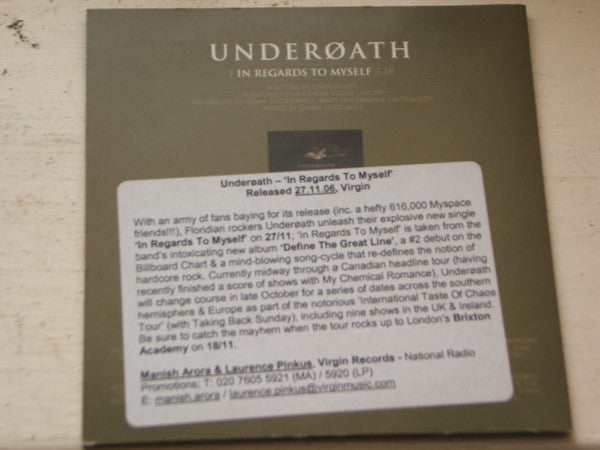 UNDERØATH
1 IN REGARDS TO MYSELF 3.18
WRITTEN BY UNDERØATH
UNDERØATH
Underøath – 'In Regards To Myself'
Released 27.11.06, Virgin
With an army of fans baying for its release (inc. a hefty 616,000 Myspace
friends!!!), Floridian rockers Underøath unleash their explosive new single
'In Regards To Myself' on 27/11; 'In Regards To Myself' is taken from the
band's intoxicating new album 'Define The Great Line', a #2 debut on the
Billboard Chart & a mind-blowing song-cycle that re-defines the notion of
hardcore rock. Currently midway through a Canadian headline tour (having
recently finished a score of shows with My Chemical Romance), Underøath
will change course in late October for a series of dates across the southern
hemisphere & Europe as part of the notorious 'International Taste Of Chaos
Tour' (with Taking Back Sunday), including nine shows in the UK & Ireland.
Be sure to catch the mayhem when the tour rocks up to London's Brixton
Academy on 18/11.
Manish Arora & Laurence Pinkus, Virgin Records - National Radio
Promotions; T: 020 7605 5921 (MA) / 5920 (LP)
E: manish.arora / laurence.pinkus@virginmusic.com